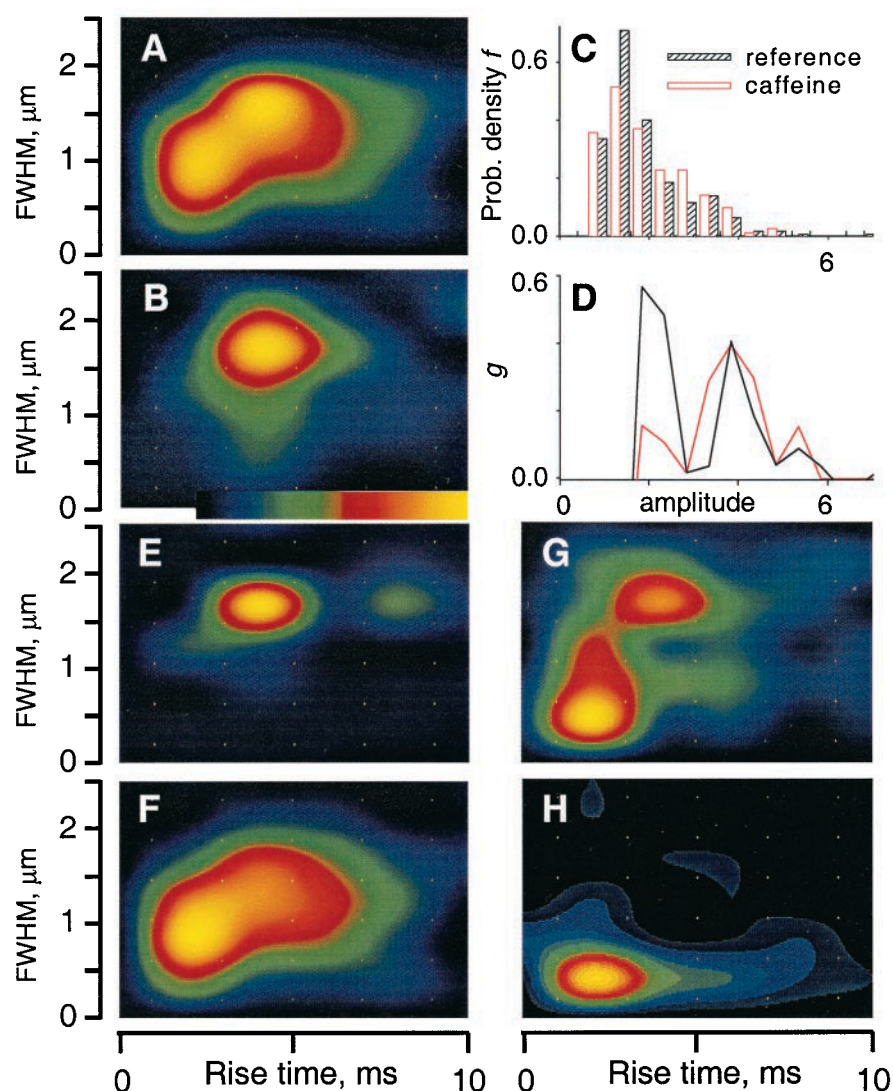 A
FWHM, μm
2
1
0
C
reference
caffeine
Prob. density f
0.6
0.0
6
B
FWHM, μm
2
1
0
D
g
0.6
0.0
0
amplitude
6
E
FWHM, μm
2
1
0
G
F
FWHM, μm
2
1
0
H
0
Rise time, ms
10
0
Rise time, ms
10